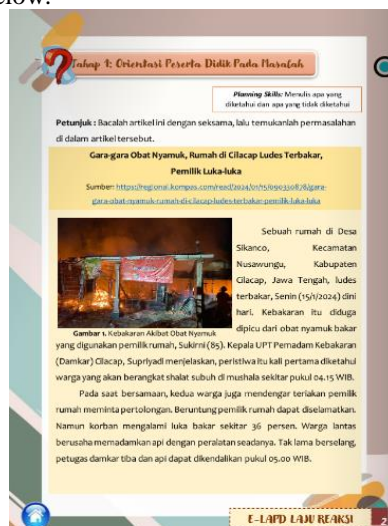 below.
Tahap 1: Orientasi Peserta Didik Pada Masalah
Planning Skills: Menulis apa yang
diketahui dan apa yang tidak diketahui
Petunjuk : Bacalah artikel ini dengan seksama, lalu temukanlah permasalahan
di dalam artikel tersebut.
Gara-gara Obat Nyamuk, Rumah di Cilacap Ludes Terbakar,
Pemilik Luka-luka
Sumber: https://regional.kompas.com/read/2024/01/15/090330878/gara-
gara-obat-nyamuk-rumah-di-cilacap-ludes-terbakar-pemilik-luka-luka
Sebuah rumah di Desa
Sikanco, Kecamatan
Nusawungu, Kabupaten
Cilacap, Jawa Tengah, ludes
terbakar, Senin (15/1/2024) dini
hari. Kebakaran itu diduga
Gambar 1. Kebakaran Akibat Obat Nyamuk
dipicu dari obat nyamuk bakar
yang digunakan pemilik rumah, Sukirni (85). Kepala UPT Pemadam Kebakaran
(Damkar) Cilacap, Supriyadi menjelaskan, peristiwa itu kali pertama diketahui
warga yang akan berangkat shalat subuh di mushala sekitar pukul 04.15 WIB.
Pada saat bersamaan, kedua warga juga mendengar teriakan pemilik
rumah meminta pertolongan. Beruntung pemilik rumah dapat diselamatkan.
Namun korban mengalami luka bakar sekitar 36 persen. Warga lantas
berusaha memadamkan api dengan peralatan seadanya. Tak lama berselang,
petugas damkar tiba dan api dapat dikendalikan pukul 05.00 WIB.
E-LAPD LAJU REAKSI
2